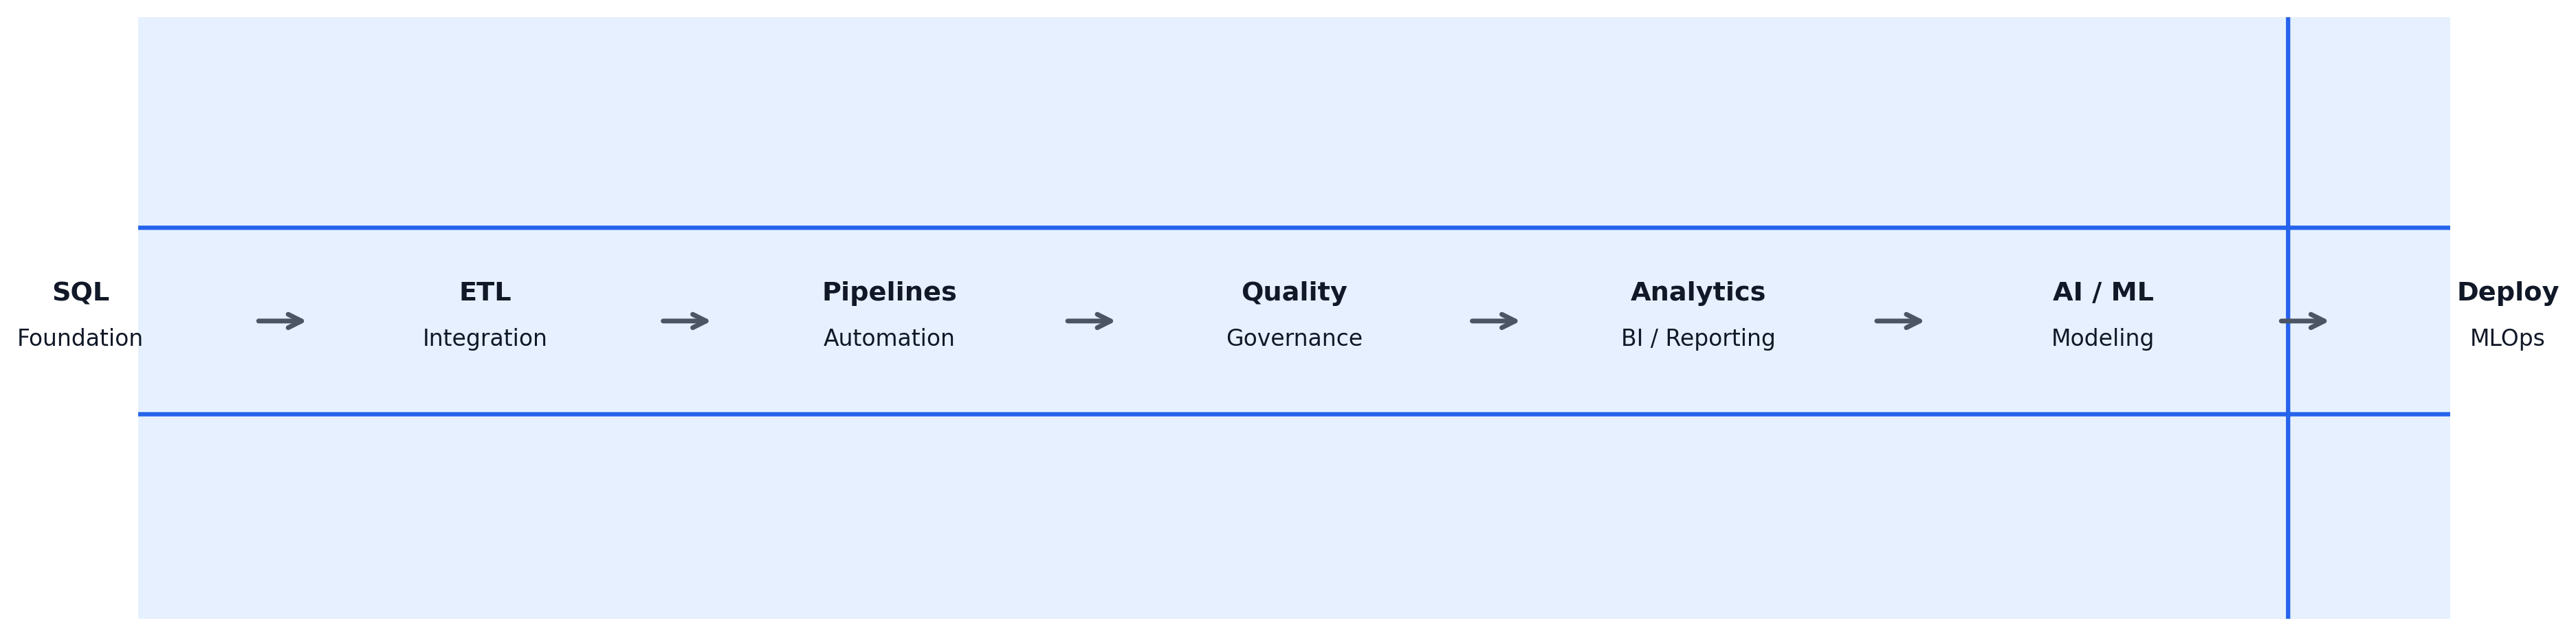 SQL
Foundation
ETL
Integration
Pipelines
Automation
Quality
Governance
Analytics
BI / Reporting
AI / ML
Modeling
Deploy
MLOps